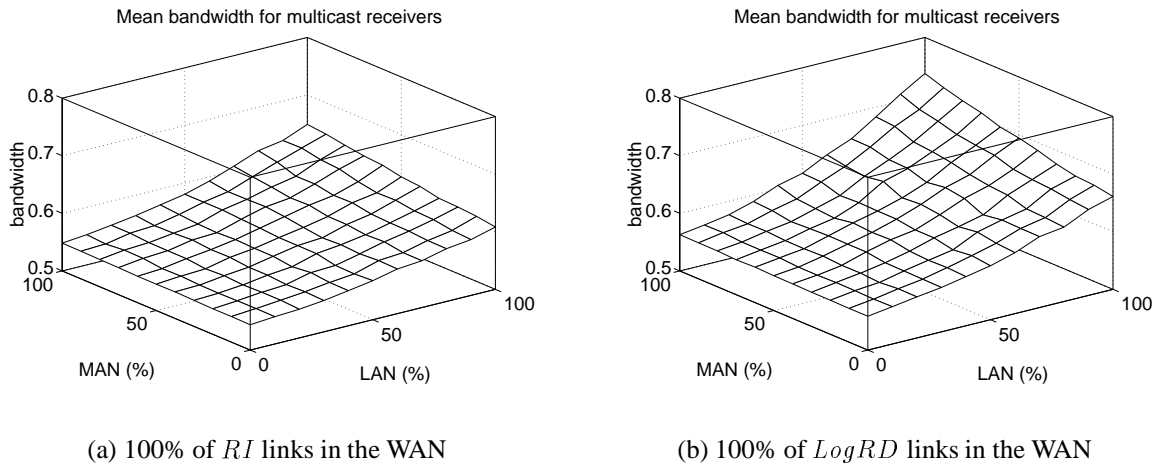 Mean bandwidth for multicast receivers
0.8
0.7
0.6
0.5
bandwidth
100
50
0
MAN (%)
0
50
100
LAN (%)
(a) 100% of RI links in the WAN
Mean bandwidth for multicast receivers
0.8
0.7
0.6
0.5
bandwidth
100
50
0
MAN (%)
0
50
100
LAN (%)
(b) 100% of LogRD links in the WAN